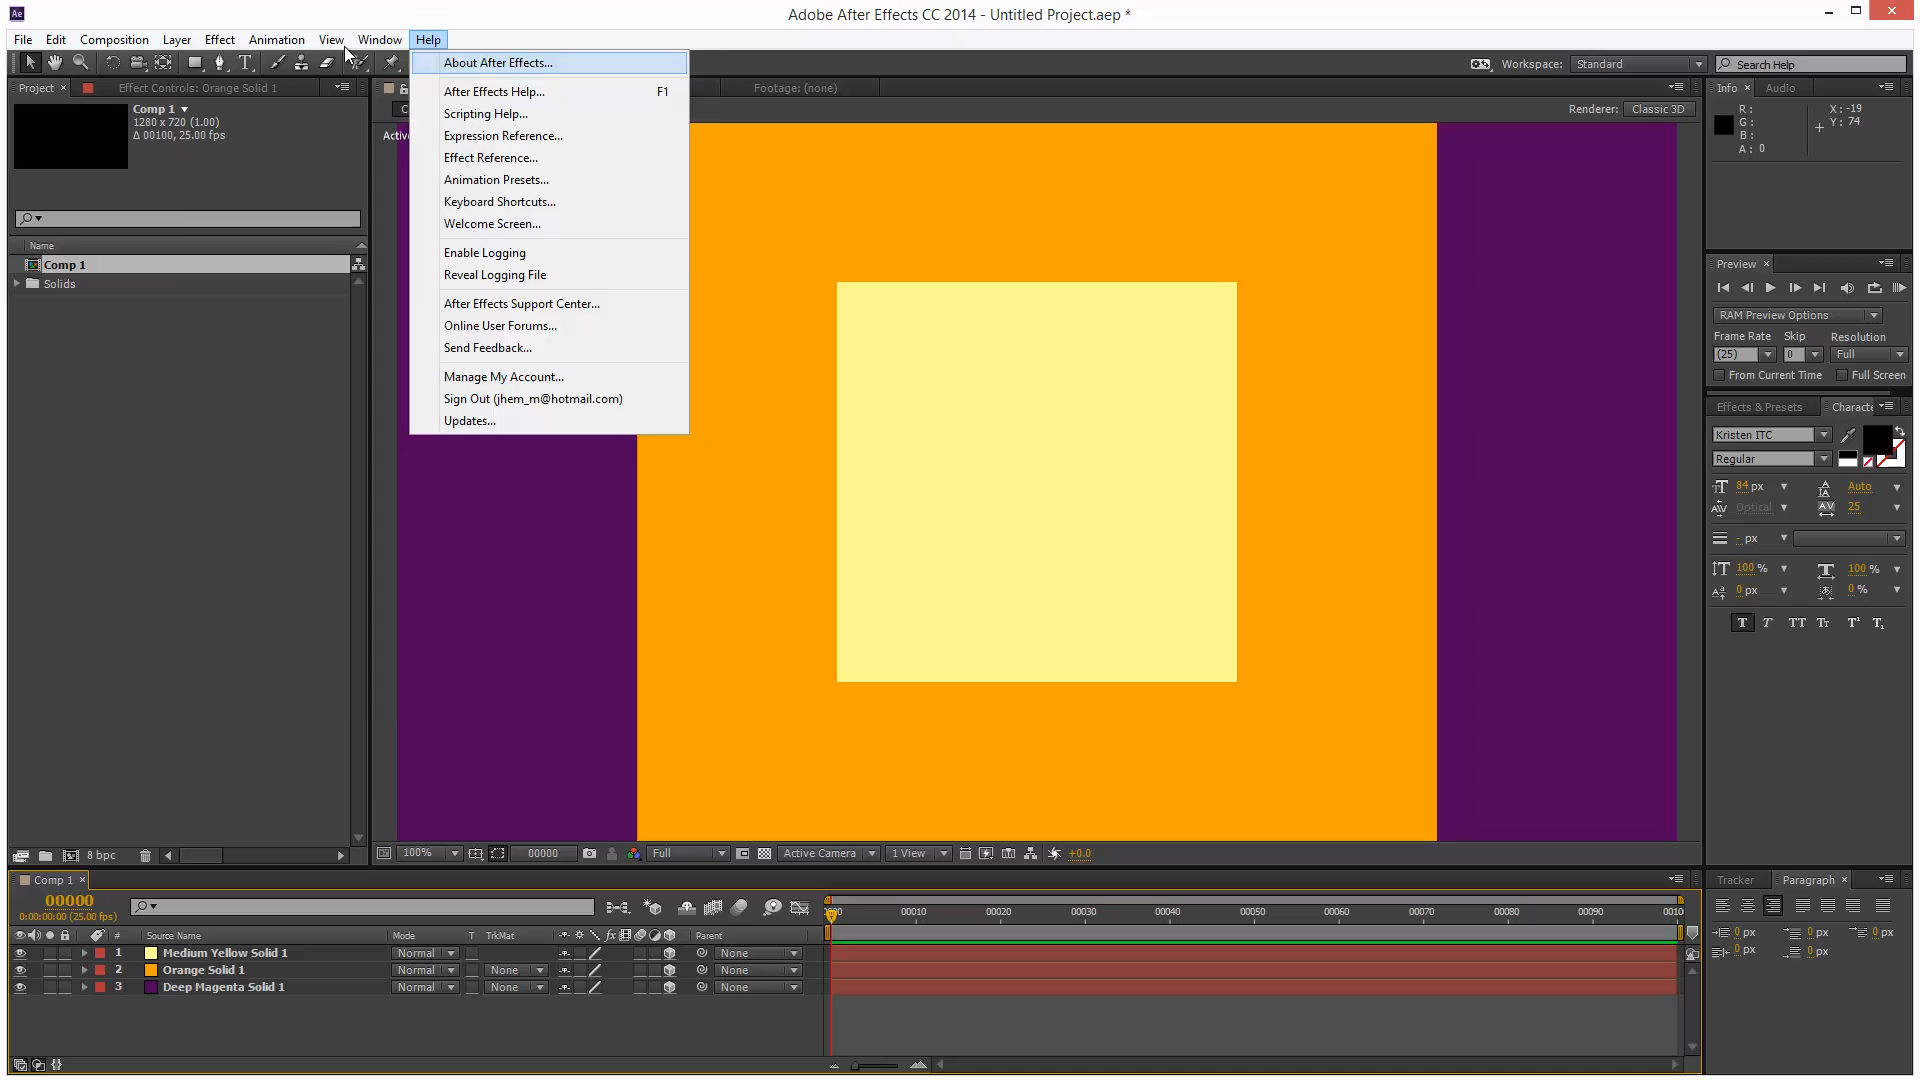 Ae
Adobe After Effects CC 2014 - Untitled Project.aep *
File Edit Composition Layer Effect Animation View Window Help
Workspace: Standard Search Help
About After Effects...
After Effects Help... F1
Scripting Help...
Expression Reference...
Effect Reference...
Animation Presets...
Keyboard Shortcuts...
Welcome Screen...
Enable Logging
Reveal Logging File
After Effects Support Center...
Online User Forums...
Send Feedback...
Manage My Account...
Sign Out (jhem_m@hotmail.com)
Updates...
Project Effect Controls: Orange Solid 1
Footage: (none)
Comp 1
1280 x 720 (1.00)
Δ 00100, 25.00 fps
Renderer: Classic 3D
Name
Comp 1
Solids
8 bpc
Info Audio
R: X: -19
G: Y: 74
B:
A: 0
Preview
RAM Preview Options
Frame Rate Skip Resolution
(25) 0 Full
From Current Time Full Screen
Effects & Presets
Kristen ITC
Regular
84 px Auto
Optical 25
- px
100 % 100 %
0 px 0 %
T T TT Tt T¹ T₁
100% 00000 Full Active Camera 1 View +0.0
Comp 1
00000
0:00:00:00 (25.00 fps)
00010 00020 00030 00040 00050 00060 00070 00080 00090
# Source Name Mode T TrkMat fx Parent
1 Medium Yellow Solid 1 Normal None
2 Orange Solid 1 Normal None None
3 Deep Magenta Solid 1 Normal None None
Tracker Paragraph
0 px 0 px 0 px
0 px 0 px